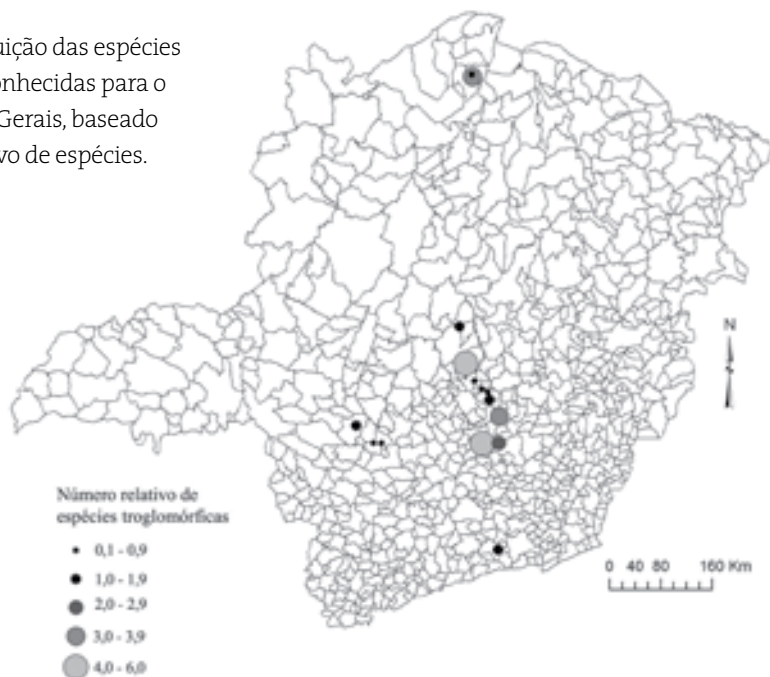 uição das espécies
onhecidas para o
Gerais, baseado
vo de espécies.
N
Número relativo de
espécies troglomórficas
0,1 - 0,9
1,0 - 1,9
2,0 - 2,9
3,0 - 3,9
4,0 - 6,0
0 40 80 160 Km